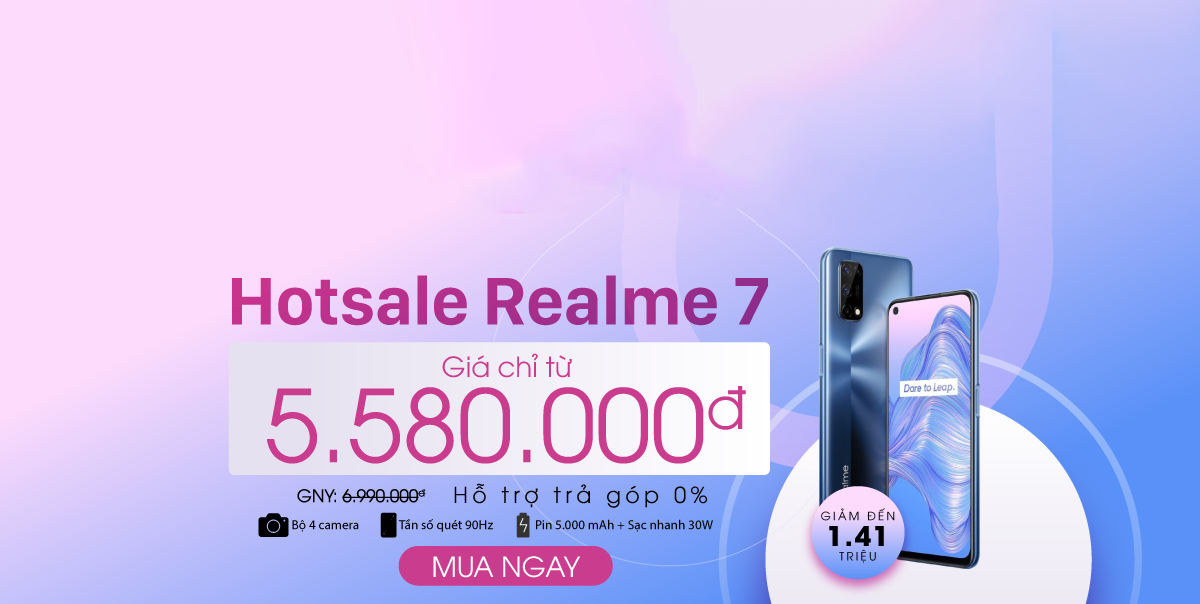 Hotsale Realme 7
Giá chỉ từ
5.580.000đ
GNY: 6.990.000đ Hỗ trợ trả góp 0%
Bộ 4 camera Tần số quét 90Hz Pin 5.000 mAh + Sạc nhanh 30W
MUA NGAY
Dare to Leap.
GIẢM ĐẾN
1.41
TRIỆU